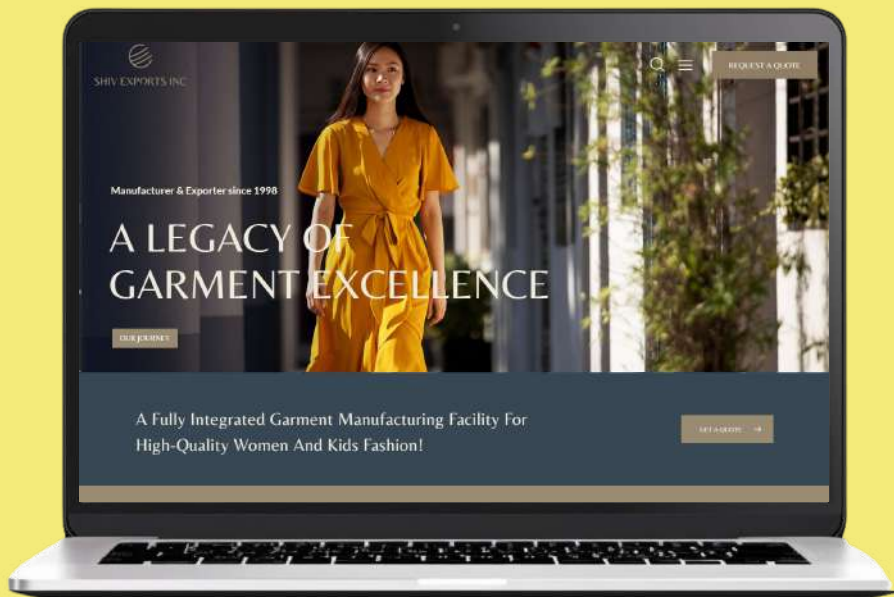 SHIV EXPORTS INC
REQUEST A QUOTE
Manufacturer & Exporter since 1998
A LEGACY OF
GARMENT EXCELLENCE
OUR JOURNEY
A Fully Integrated Garment Manufacturing Facility For
High-Quality Women And Kids Fashion!
GET A QUOTE